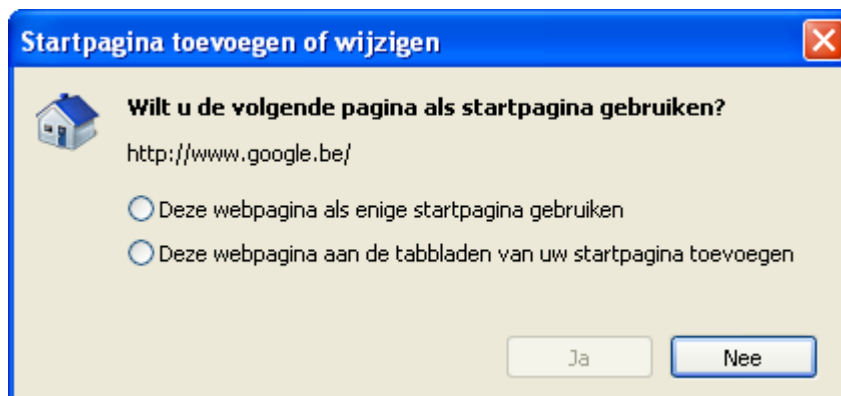 Startpagina toevoegen of wijzigen
Wilt u de volgende pagina als startpagina gebruiken?
http://www.google.be/
Deze webpagina als enige startpagina gebruiken
Deze webpagina aan de tabbladen van uw startpagina toevoegen
Ja
Nee